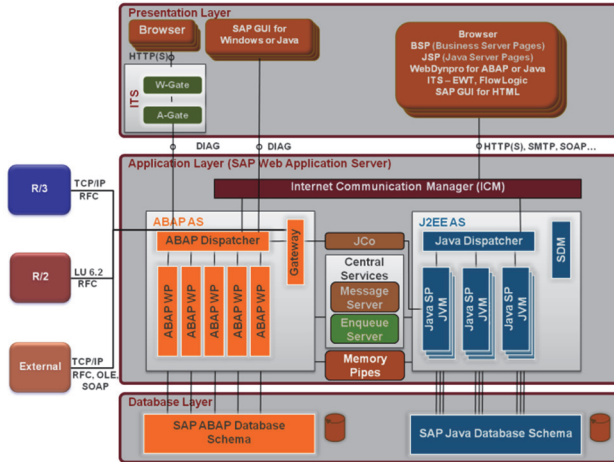 Presentation Layer
Browser
SAP GUI for
Windows or Java
Browser
BSP (Business Server Pages)
JSP (Java Server Pages)
WebDynpro for ABAP or Java
ITS – EWT, FlowLogic
SAP GUI for HTML
HTTP(S)
ITS
W-Gate
A-Gate
DIAG
DIAG
HTTP(S), SMTP, SOAP...
Application Layer (SAP Web Application Server)
Internet Communication Manager (ICM)
R/3
TCP/IP
RFC
R/2
LU 6.2
RFC
External
TCP/IP
RFC, OLE,
SOAP
ABAP AS
ABAP Dispatcher
Gateway
ABAP WP
ABAP WP
ABAP WP
ABAP WP
ABAP WP
JCo
Central
Services
Message
Server
Enqueue
Server
Memory
Pipes
J2EE AS
Java Dispatcher
SDM
Java SP
JVM
Java SP
JVM
Java SP
JVM
Database Layer
SAP ABAP Database
Schema
SAP Java Database Schema